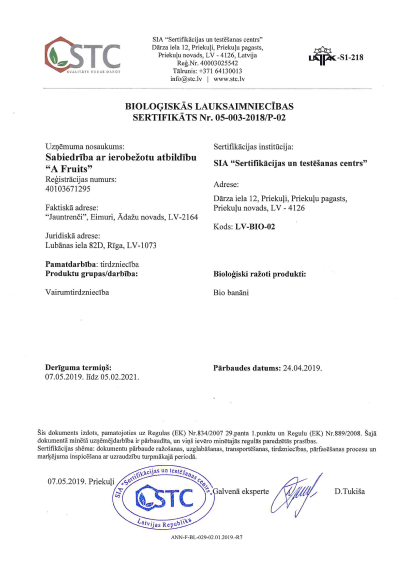 STC
KVALITĀTE DOKAR DARBĀ
SIA “Sertifikācijas un testēšanas centrs”
Dārza iela 12, Priekuļi, Priekuļu pagasts,
Priekuļu novads, LV - 4126, Latvija
Reģ.Nr. 40003025542
Tālrunis: +371 64130013
info@stc.lv | www.stc.lv
-S1-218
BIOLOĢISKĀS LAUKSAIMNIECĪBAS
SERTIFIKĀTS Nr. 05-003-2018/P-02
Uzņēmuma nosaukums:
Sabiedrība ar ierobežotu atbildību
“A Fruits”
Reģistrācijas numurs:
40103671295
Faktiskā adrese:
“Jauntrenči”, Eimuri, Ādažu novads, LV-2164
Juridiskā adrese:
Lubānas iela 82D, Rīga, LV-1073
Pamatdarbība: tirdzniecība
Produktu grupas/darbība:
Vairumtirdzniecība
Sertifikācijas institūcija:
SIA “Sertifikācijas un testēšanas centrs”
Adrese:
Dārza iela 12, Priekuļi, Priekuļu pagasts,
Priekuļu novads, LV - 4126
Kods: LV-BIO-02
Bioloģiski ražoti produkti:
Bio banāni
Derīguma termiņš:
07.05.2019. līdz 05.02.2021.
Pārbaudes datums: 24.04.2019.
Šis dokuments izdots, pamatojoties uz Regulas (EK) Nr.834/2007 29.panta 1.punktu un Regulu (EK) Nr.889/2008. Šajā
dokumentā minētā uzņēmējdarbība ir pārbaudīta, un viņš ievēro minētajās regulās paredzētās prasības.
Sertifikācijas shēma: dokumentu pārbaude ražošanas, uzglabāšanas, transportēšanas, tirdzniecības, pārfasēšanas procesu un
marķējuma inspicēšana ar uzraudzību turpmākajā periodā.
07.05.2019. Priekuļi
SIA "Sertifikācijas un testēšanas centrs"
STC
Latvijas Republika
Galvenā eksperte
D.Tukiša
ANN-F-BL-029-02.01.2019.-R7